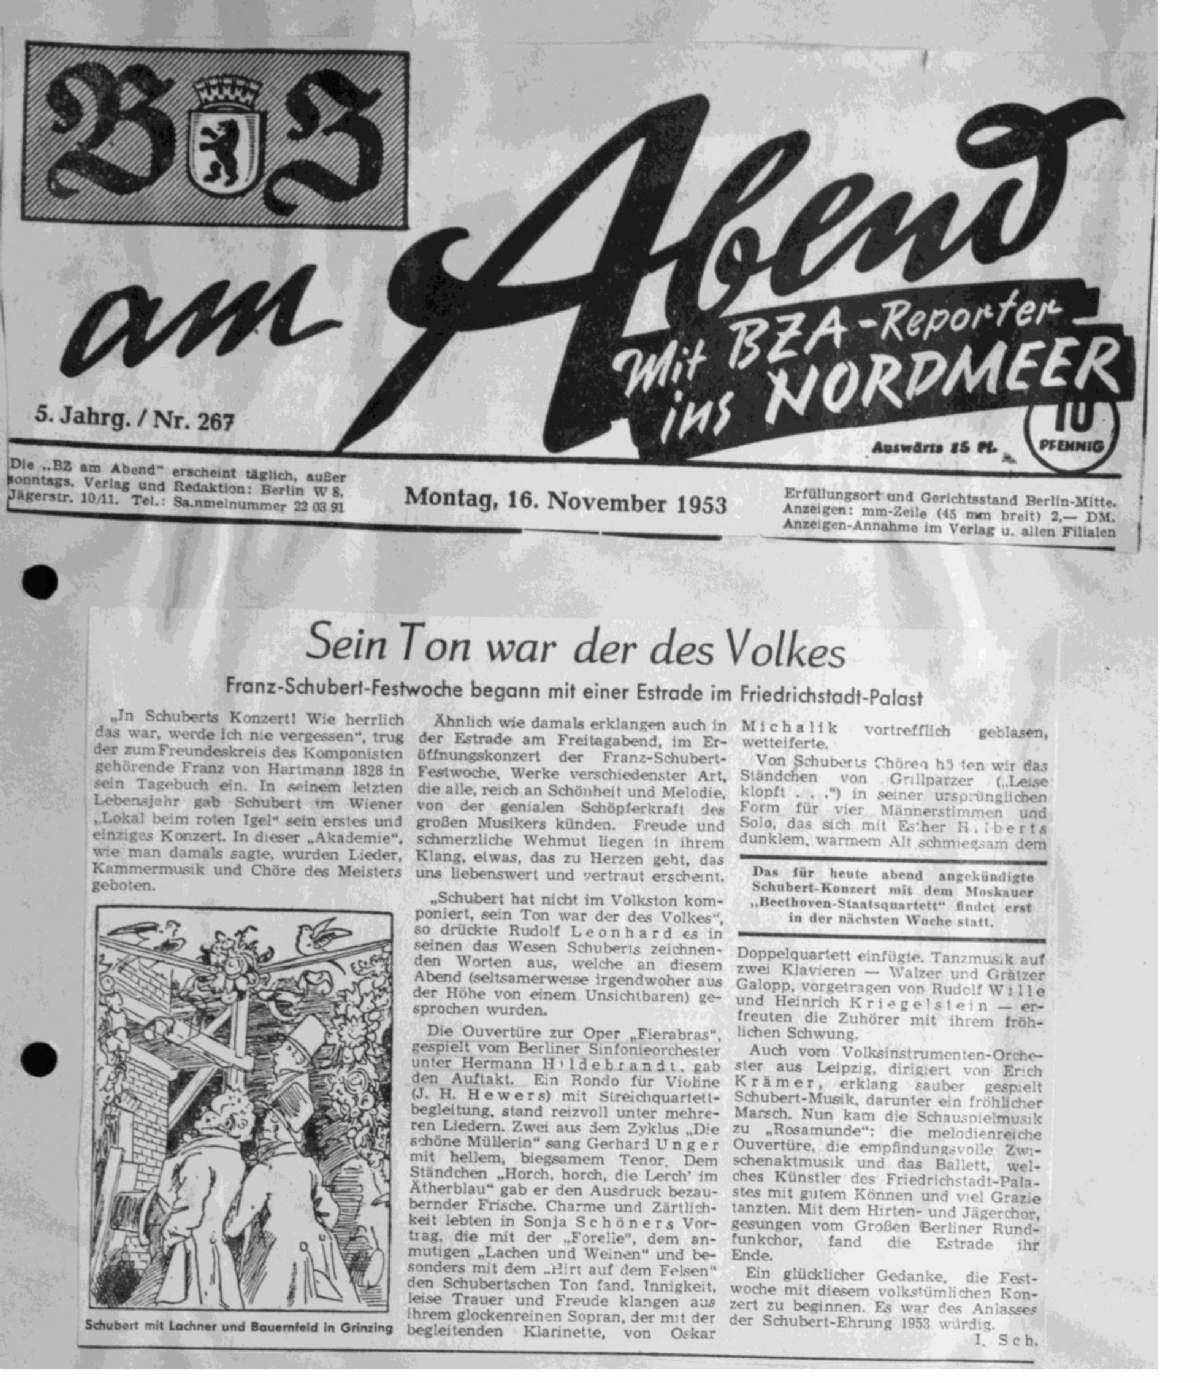 BZ
am Abend
Mit BZA-Reporter
ins NORDMEER
5. Jahrg. / Nr. 267
Auswärts 15 Pf.
10
PFENNIG
Die „BZ am Abend" erscheint täglich, außer
sonntags. Verlag und Redaktion: Berlin W 8,
Jägerstr. 10/11. Tel.: Sammelnummer 22 03 91
Montag, 16. November 1953
Erfüllungsort und Gerichtsstand Berlin-Mitte.
Anzeigen: mm-Zeile (45 mm breit) 2,— DM.
Anzeigen-Annahme im Verlag u. allen Filialen
Sein Ton war der des Volkes
Franz-Schubert-Festwoche begann mit einer Estrade im Friedrichstadt-Palast
„In Schuberts Konzert! Wie herrlich
das war, werde ich nie vergessen", trug
der zum Freundeskreis des Komponisten
gehörende Franz von Hartmann 1828 in
sein Tagebuch ein. In seinem letzten
Lebensjahr gab Schubert im Wiener
„Lokal beim roten Igel" sein erstes und
einziges Konzert. In dieser „Akademie",
wie man damals sagte, wurden Lieder,
Kammermusik und Chöre des Meisters
geboten.
Schubert mit Lachner und Bauernfeld in Grinzing
Ähnlich wie damals erklangen auch in
der Estrade am Freitagabend, im Er-
öffnungskonzert der Franz-Schubert-
Festwoche, Werke verschiedenster Art,
die alle, reich an Schönheit und Melodie,
von der genialen Schöpferkraft des
großen Musikers künden. Freude und
schmerzliche Wehmut liegen in ihrem
Klang, etwas, das zu Herzen geht, das
uns liebenswert und vertraut erscheint.
„Schubert hat nicht im Volkston kom-
poniert, sein Ton war der des Volkes",
so drückte Rudolf Leonhard es in
seinen das Wesen Schuberts zeichnen-
den Worten aus, welche an diesem
Abend (seltsamerweise irgendwoher aus
der Höhe von einem Unsichtbaren) ge-
sprochen wurden.
Die Ouvertüre zur Oper „Fierabras",
gespielt vom Berliner Sinfonieorchester
unter Hermann Hildebrandt, gab
den Auftakt. Ein Rondo für Violine
(J. H. Hewers) mit Streichquartett-
begleitung, stand reizvoll unter mehre-
ren Liedern. Zwei aus dem Zyklus „Die
schöne Müllerin" sang Gerhard Unger
mit hellem, biegsamem Tenor. Dem
Ständchen „Horch, horch, die Lerch' im
Ätherblau" gab er den Ausdruck bezau-
bernder Frische. Charme und Zärtlich-
keit lebten in Sonja Schöners Vor-
trag, die mit der „Forelle", dem an-
mutigen „Lachen und Weinen" und be-
sonders mit dem „Hirt auf dem Felsen"
den Schubertschen Ton fand. Innigkeit,
leise Trauer und Freude klangen aus
ihrem glockenreinen Sopran, der mit der
begleitenden Klarinette, von Oskar
Michalik vortrefflich geblasen,
wetteiferte.
Von Schuberts Chören hörten wir das
Ständchen von Grillparzer („Leise
klopft . . .") in seiner ursprünglichen
Form für vier Männerstimmen und
Solo, das sich mit Esther Hilberts
dunklem, warmem Alt schmiegsam dem
Das für heute abend angekündigte
Schubert-Konzert mit dem Moskauer
„Beethoven-Staatsquartett" findet erst
in der nächsten Woche statt.
Doppelquartett einfügte. Tanzmusik auf
zwei Klavieren — Walzer und Grätzer
Galopp, vorgetragen von Rudolf Wille
und Heinrich Kriegelstein — er-
freuten die Zuhörer mit ihrem fröh-
lichen Schwung.
Auch vom Volksinstrumenten-Orche-
ster aus Leipzig, dirigiert von Erich
Krämer, erklang sauber gespielt
Schubert-Musik, darunter ein fröhlicher
Marsch. Nun kam die Schauspielmusik
zu „Rosamunde": die melodienreiche
Ouvertüre, die empfindungsvolle Zwi-
schenaktmusik und das Ballett, wel-
ches Künstler des Friedrichstadt-Pala-
stes mit gutem Können und viel Grazie
tanzten. Mit dem Hirten- und Jägerchor,
gesungen vom Großen Berliner Rund-
funkchor, fand die Estrade ihr
Ende.
Ein glücklicher Gedanke, die Fest-
woche mit diesem volkstümlichen Kon-
zert zu beginnen. Es war des Anlasses
der Schubert-Ehrung 1953 würdig.
I. Sch.